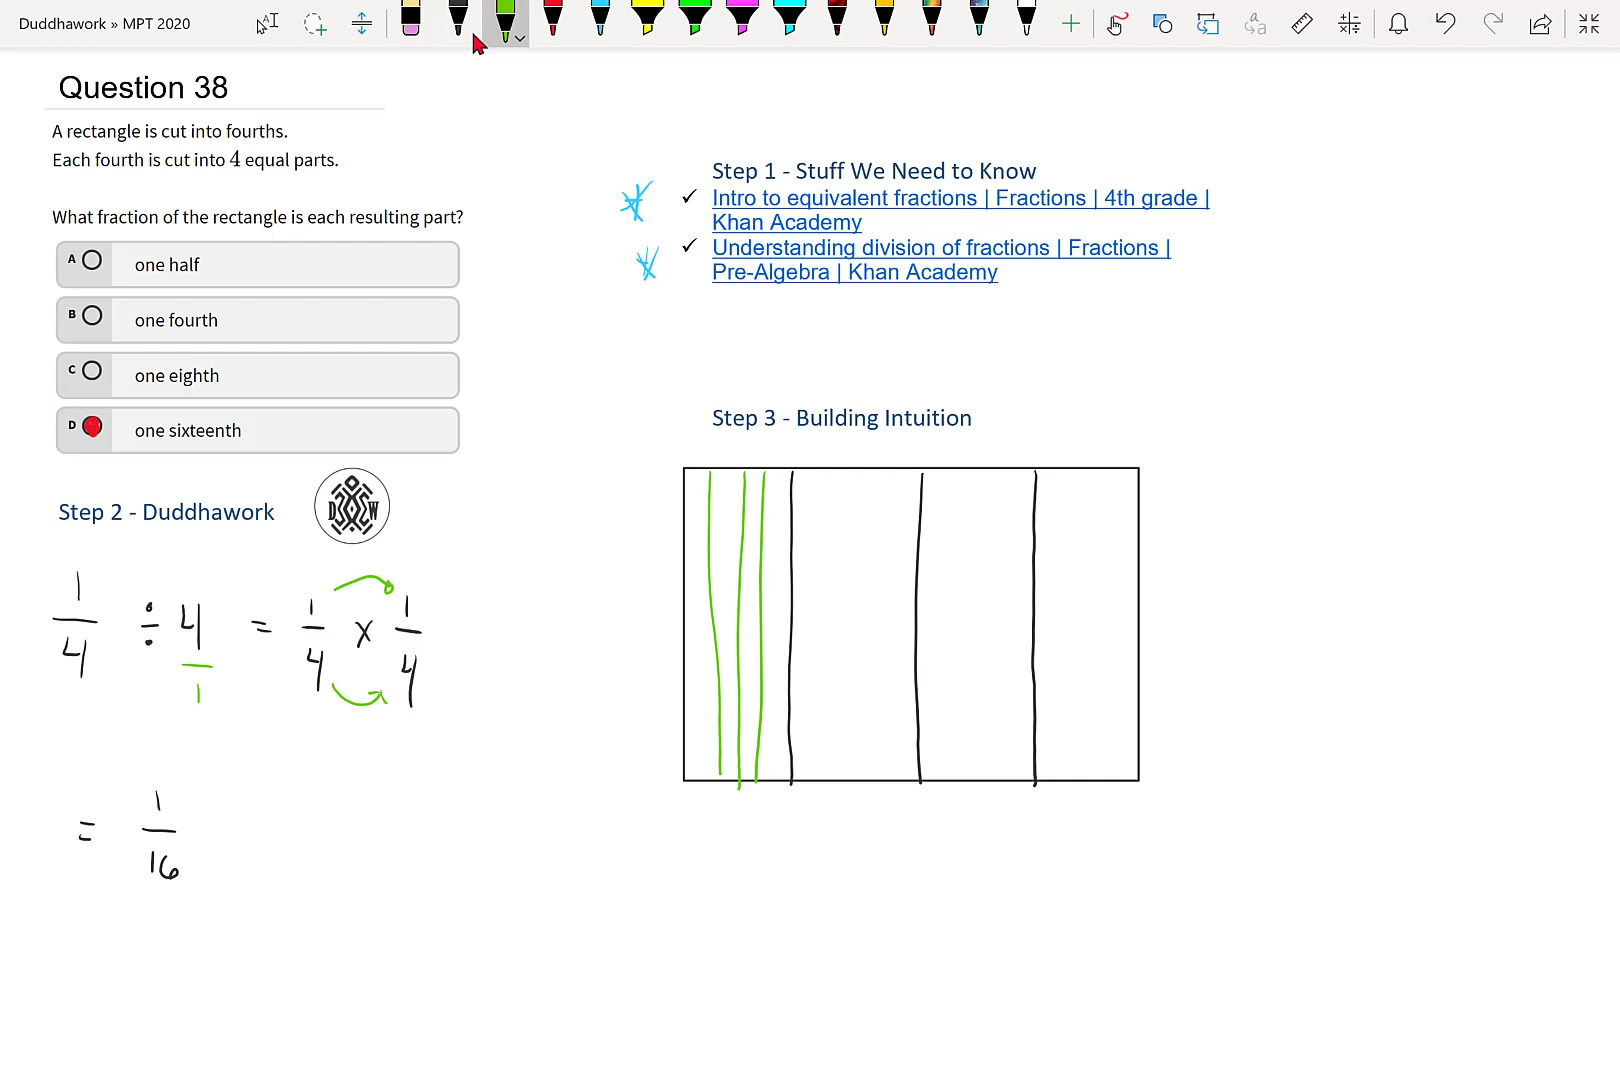 Duddhawork » MPT 2020
Question 38
A rectangle is cut into fourths.
Each fourth is cut into 4 equal parts.
What fraction of the rectangle is each resulting part?
A one half
B one fourth
C one eighth
D one sixteenth
Step 2 - Duddhawork
D W
1/4 ÷ 4/1 = 1/4 x 1/4
= 1/16
Step 1 - Stuff We Need to Know
✓ Intro to equivalent fractions | Fractions | 4th grade |
Khan Academy
✓ Understanding division of fractions | Fractions |
Pre-Algebra | Khan Academy
Step 3 - Building Intuition